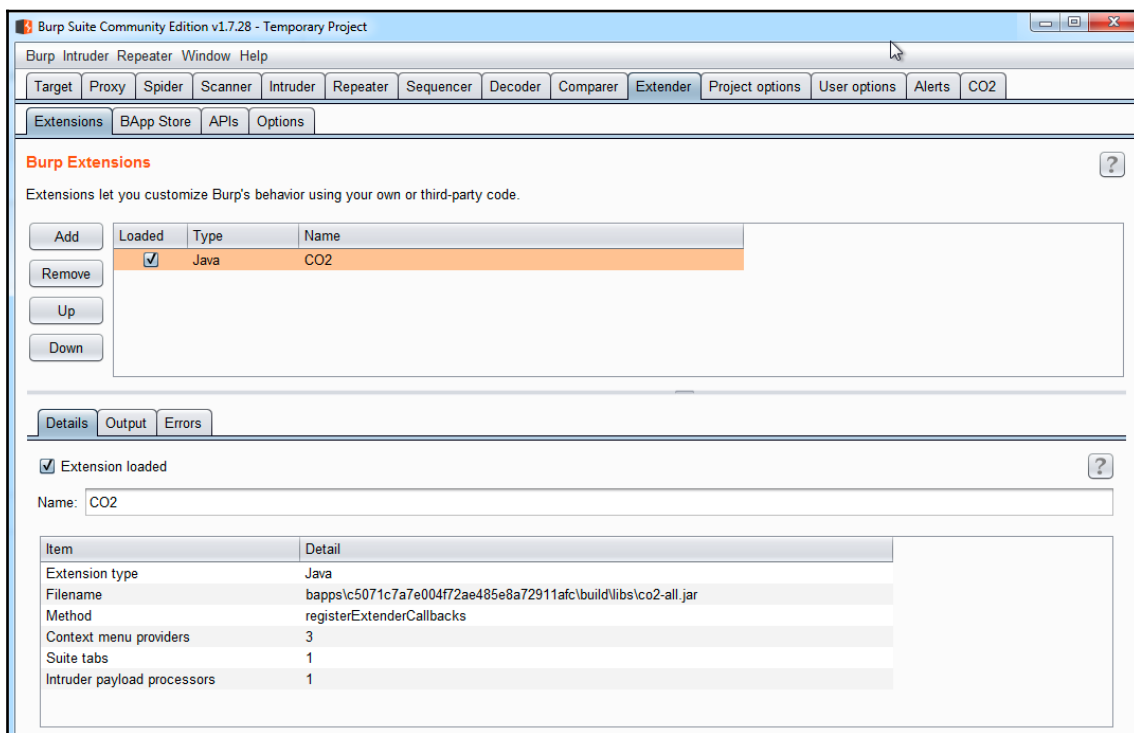 Burp Suite Community Edition v1.7.28 - Temporary Project
Burp Intruder Repeater Window Help
Target Proxy Spider Scanner Intruder Repeater Sequencer Decoder Comparer Extender Project options User options Alerts CO2
Extensions BApp Store APIs Options
Burp Extensions
?
Extensions let you customize Burp's behavior using your own or third-party code.
Add
Remove
Up
Down
Loaded Type Name
Java CO2
Details Output Errors
Extension loaded
?
Name: CO2
Item Detail
Extension type Java
Filename bapps\c5071c7a7e004f72ae485e8a72911afc\build\libs\co2-all.jar
Method registerExtenderCallbacks
Context menu providers 3
Suite tabs 1
Intruder payload processors 1